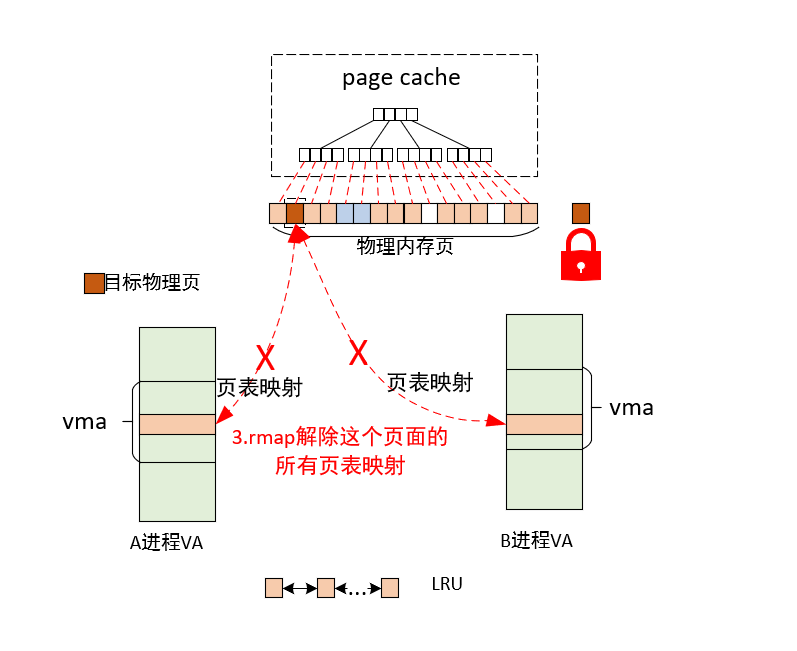 page cache
物理内存页
目标物理页
页表映射
页表映射
vma
vma
3.rmap解除这个页面的
所有页表映射
A进程VA
B进程VA
...
LRU